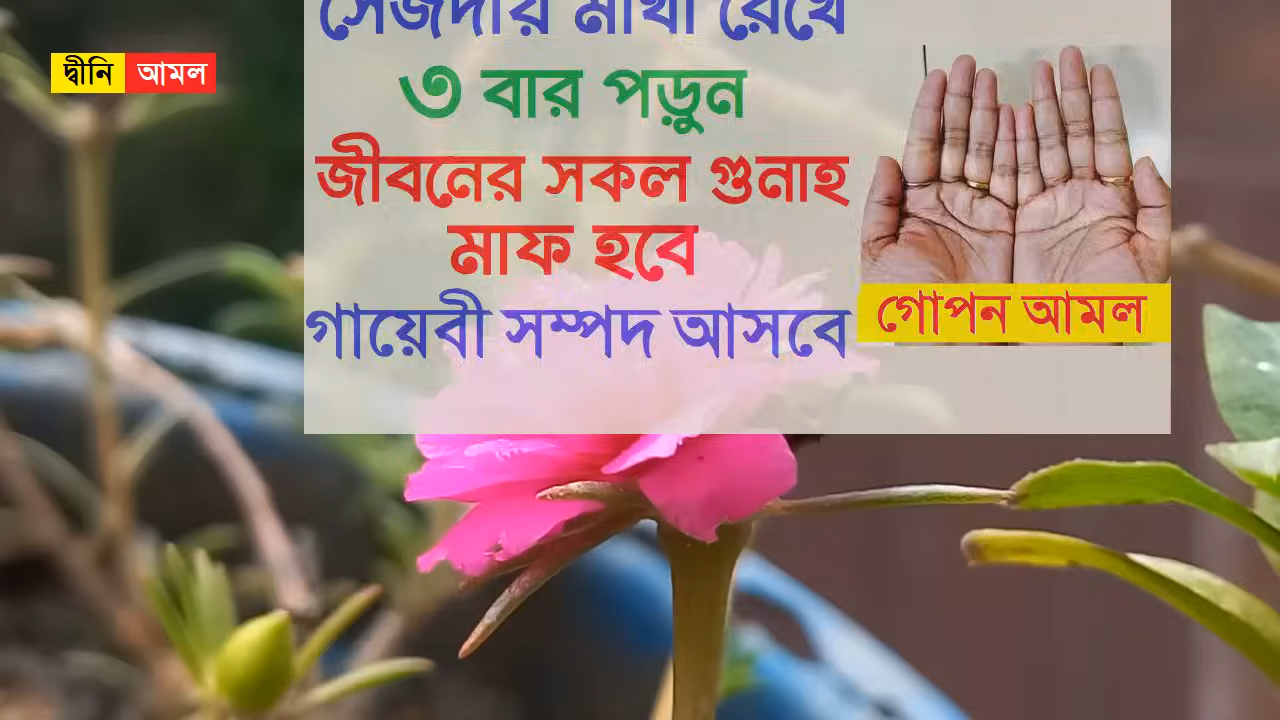 দ্বীনি আমল
সেজদায় মাথা রেখে
৩ বার পড়ুন
জীবনের সকল গুনাহ
মাফ হবে
গায়েবী সম্পদ আসবে
গোপন আমল